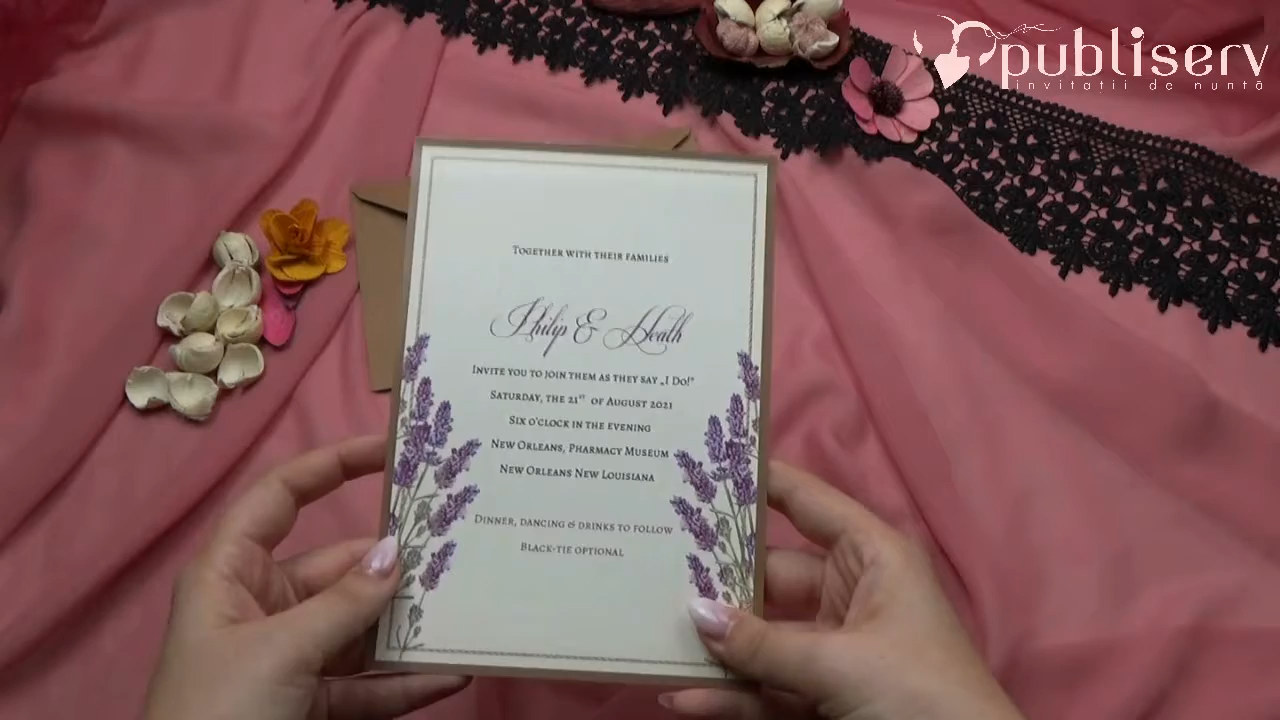 publiserv
invitatii de nuntă
Together with their families
Philip & Heath
Invite you to join them as they say „I Do!"
Saturday, the 21st of August 2021
Six o'clock in the evening
New Orleans, Pharmacy Museum
New Orleans New Louisiana
Dinner, dancing & drinks to follow
Black-tie optional